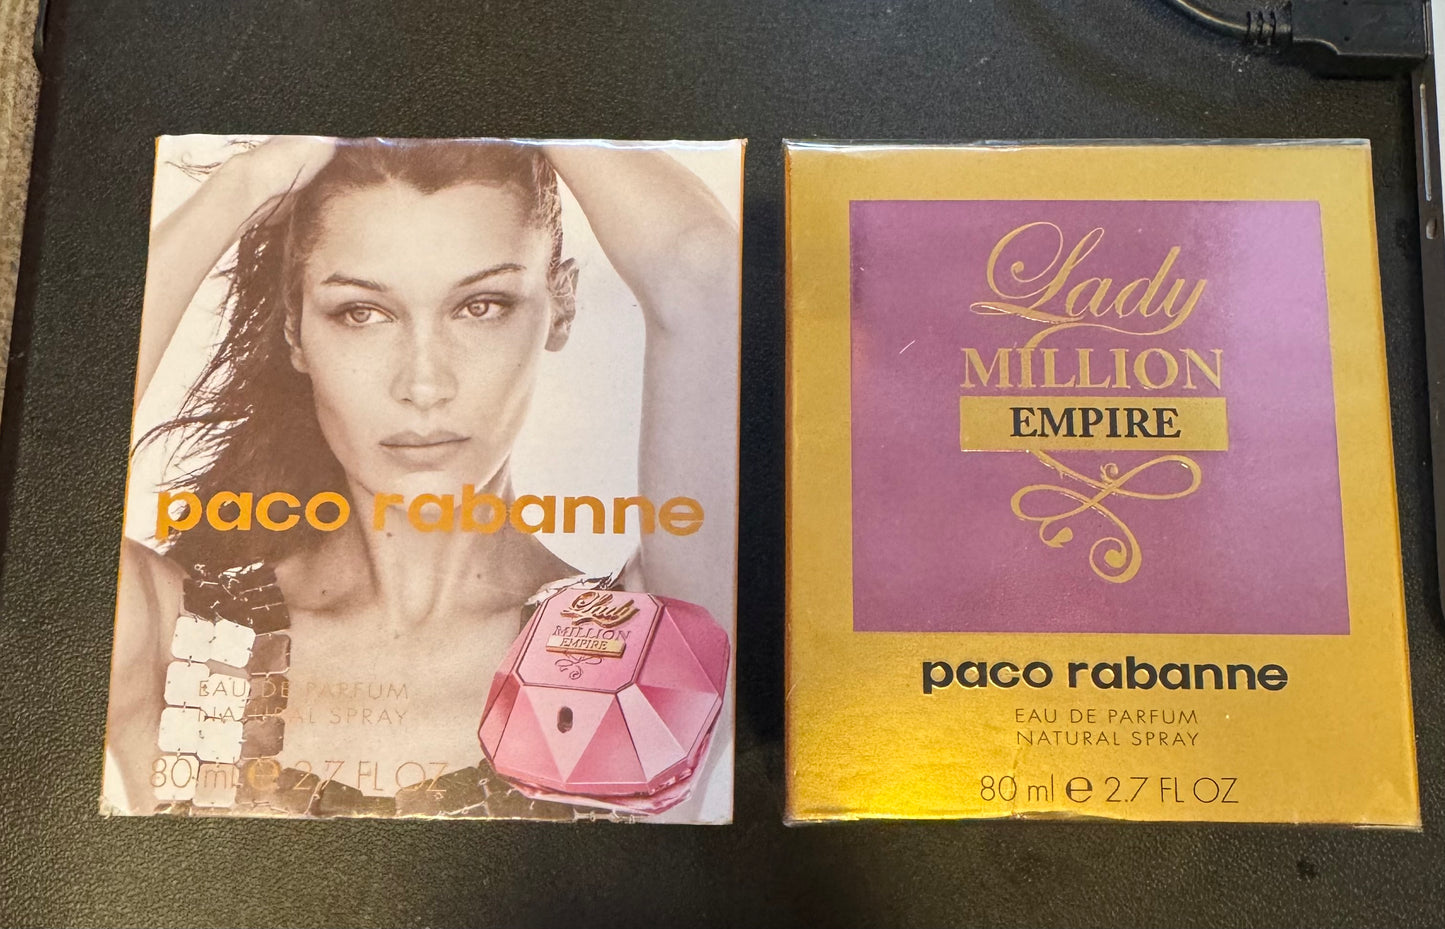 paco rabanne
Lady
MILLION
EMPIRE
EAU DE PARFUM
NATURAL SPRAY
80 ml e 2.7 FL OZ
Lady
MILLION
EMPIRE
paco rabanne
EAU DE PARFUM
NATURAL SPRAY
80 ml e 2.7 FL OZ